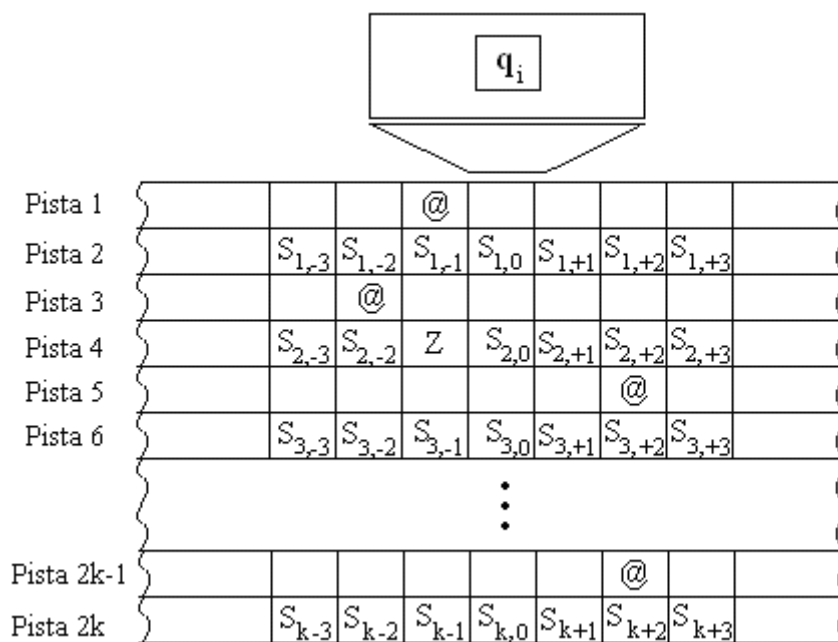 q i
Pista 1 @
Pista 2 S1,-3 S1,-2 S1,-1 S1,0 S1,+1 S1,+2 S1,+3
Pista 3 @
Pista 4 S2,-3 S2,-2 Z S2,0 S2,+1 S2,+2 S2,+3
Pista 5 @
Pista 6 S3,-3 S3,-2 S3,-1 S3,0 S3,+1 S3,+2 S3,+3
Pista 2k-1 @
Pista 2k Sk-3 Sk-2 Sk-1 Sk,0 Sk+1 Sk+2 Sk+3